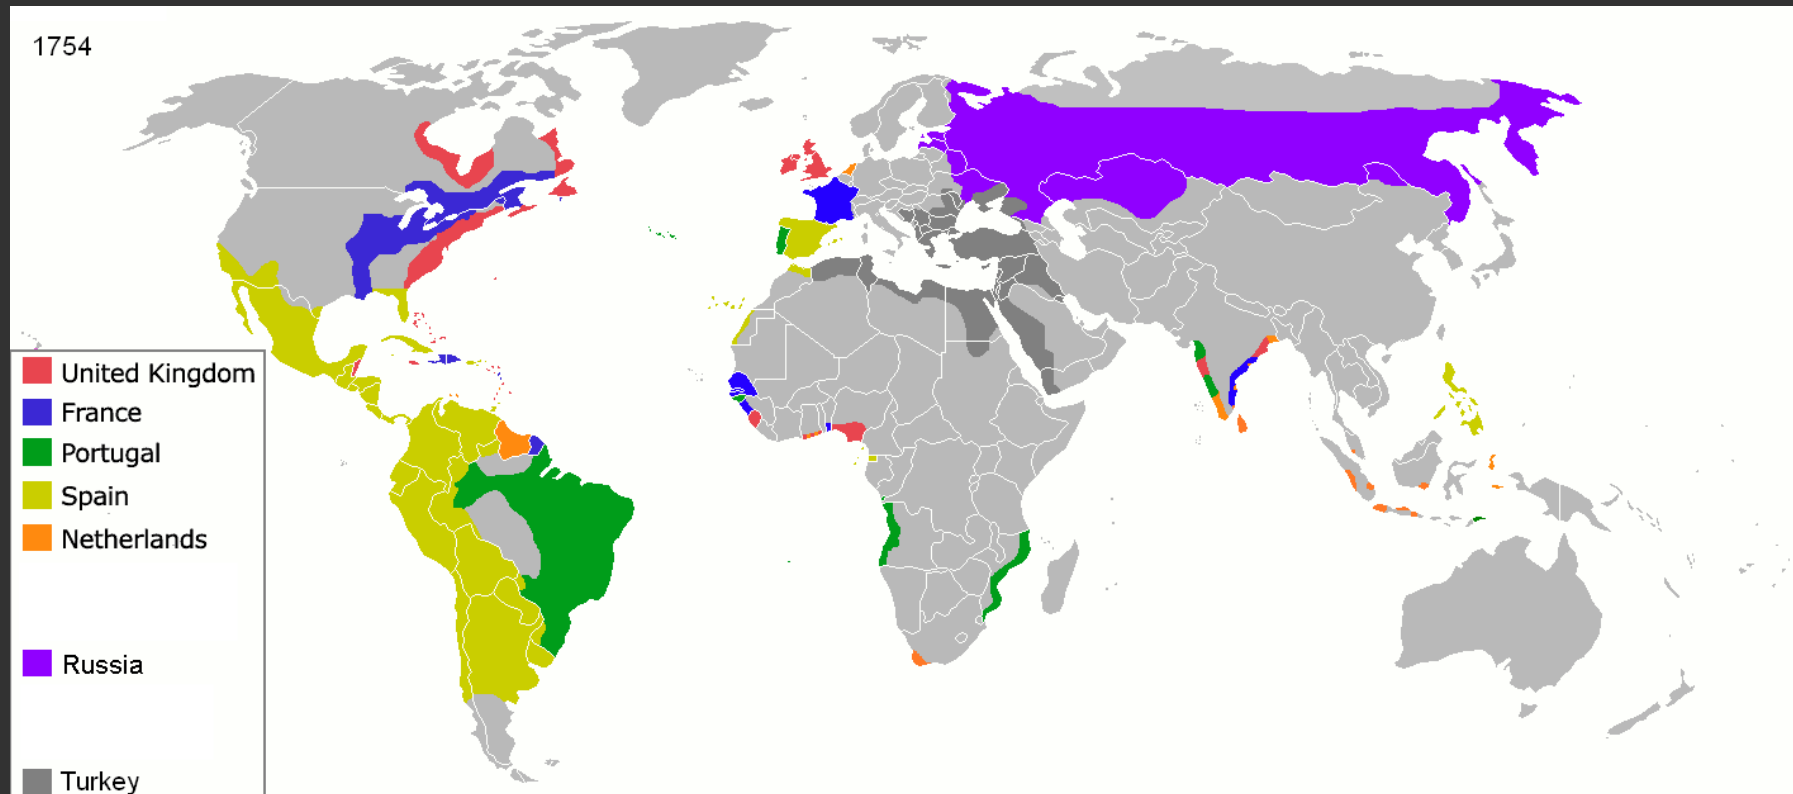 1754
United Kingdom
France
Portugal
Spain
Netherlands
Russia
Turkey